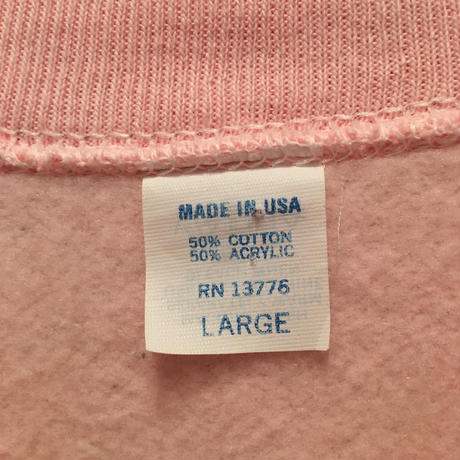 MADE IN USA
50% COTTON
50% ACRYLIC
RN 13776
LARGE